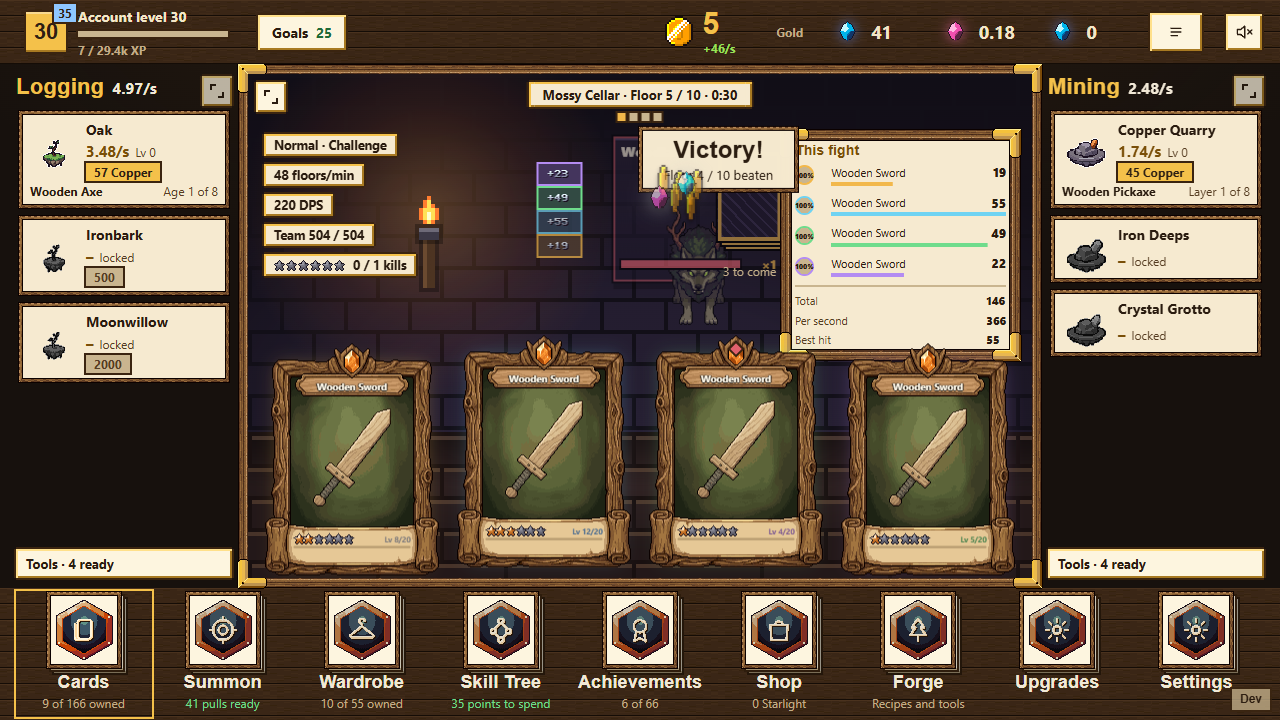 30
35
Account level 30
7 / 29.4k XP
Goals 25
5
+46/s
Gold
41
0.18
0
Logging 4.97/s
Oak
3.48/s Lv 0
57 Copper
Wooden Axe Age 1 of 8
Ironbark
– locked
500
Moonwillow
– locked
2000
Tools · 4 ready
Mossy Cellar · Floor 5 / 10 · 0:30
Normal · Challenge
48 floors/min
220 DPS
Team 504 / 504
0 / 1 kills
+23
+49
+55
+19
Victory!
/ 10 beaten
×1
3 to come
This fight
100% Wooden Sword 19
100% Wooden Sword 55
100% Wooden Sword 49
100% Wooden Sword 22
Total 146
Per second 366
Best hit 55
Wooden Sword
Lv 8/20
Wooden Sword
Lv 12/20
Wooden Sword
Lv 4/20
Wooden Sword
Lv 5/20
Mining 2.48/s
Copper Quarry
1.74/s Lv 0
45 Copper
Wooden Pickaxe Layer 1 of 8
Iron Deeps
– locked
Crystal Grotto
– locked
Tools · 4 ready
Cards
9 of 166 owned
Summon
41 pulls ready
Wardrobe
10 of 55 owned
Skill Tree
35 points to spend
Achievements
6 of 66
Shop
0 Starlight
Forge
Recipes and tools
Upgrades
Settings
Dev